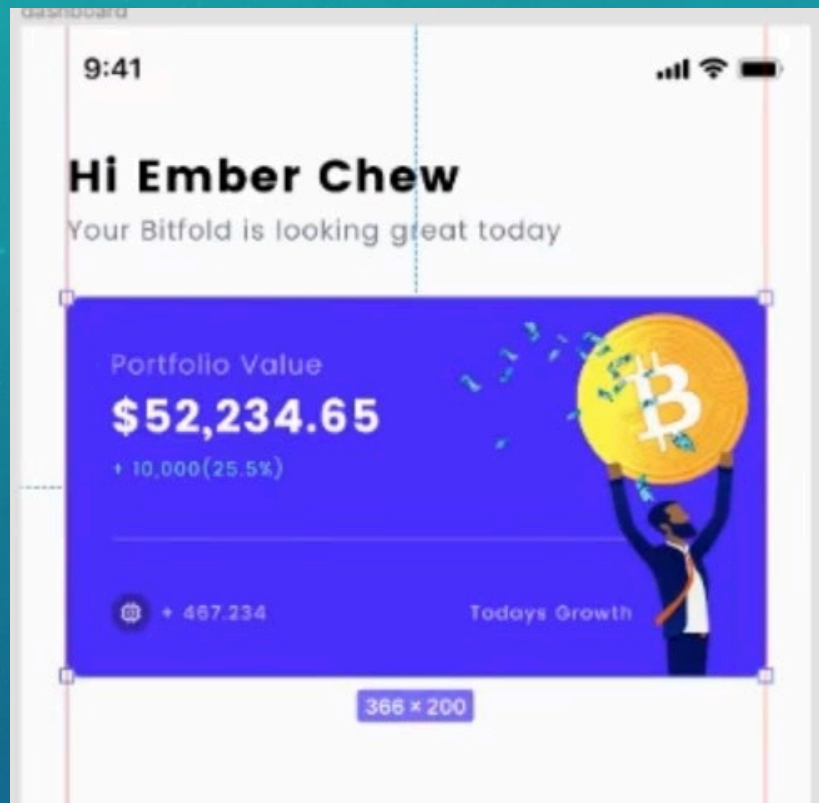 dashboard
9:41
Hi Ember Chew
Your Bitfold is looking great today
Portfolio Value
$52,234.65
+ 10,000(25.5%)
+ 467.234 Todays Growth
366 × 200